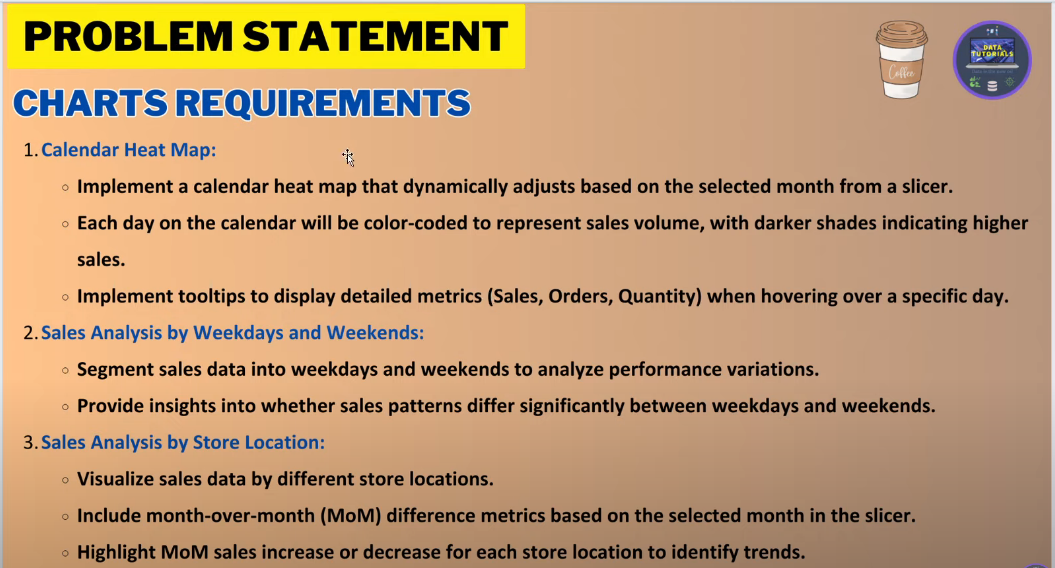 PROBLEM STATEMENT
Coffee
DATA
TUTORIALS
CHARTS REQUIREMENTS
1. Calendar Heat Map:
○ Implement a calendar heat map that dynamically adjusts based on the selected month from a slicer.
○ Each day on the calendar will be color-coded to represent sales volume, with darker shades indicating higher
sales.
○ Implement tooltips to display detailed metrics (Sales, Orders, Quantity) when hovering over a specific day.
2. Sales Analysis by Weekdays and Weekends:
○ Segment sales data into weekdays and weekends to analyze performance variations.
○ Provide insights into whether sales patterns differ significantly between weekdays and weekends.
3. Sales Analysis by Store Location:
○ Visualize sales data by different store locations.
○ Include month-over-month (MoM) difference metrics based on the selected month in the slicer.
○ Highlight MoM sales increase or decrease for each store location to identify trends.